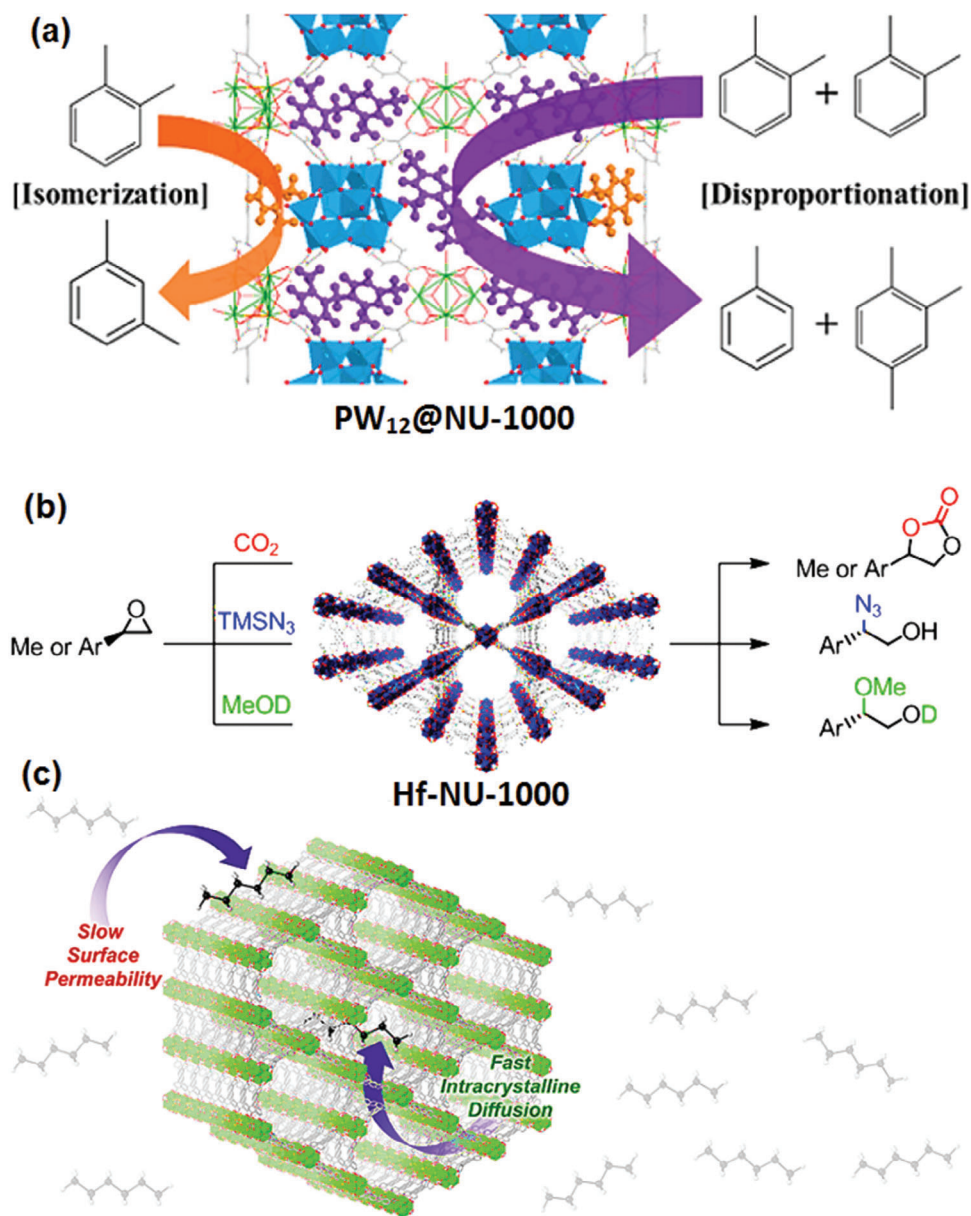 (a)
+
[Isomerization]
[Disproportionation]
+
PW₁₂@NU-1000
(b)
CO₂
TMSN₃
MeOD
Me or Ar
O
Me or Ar
O
O
O
N₃
Ar
OH
OMe
Ar
OD
Hf-NU-1000
(c)
Slow
Surface
Permeability
Fast
Intracrystalline
Diffusion